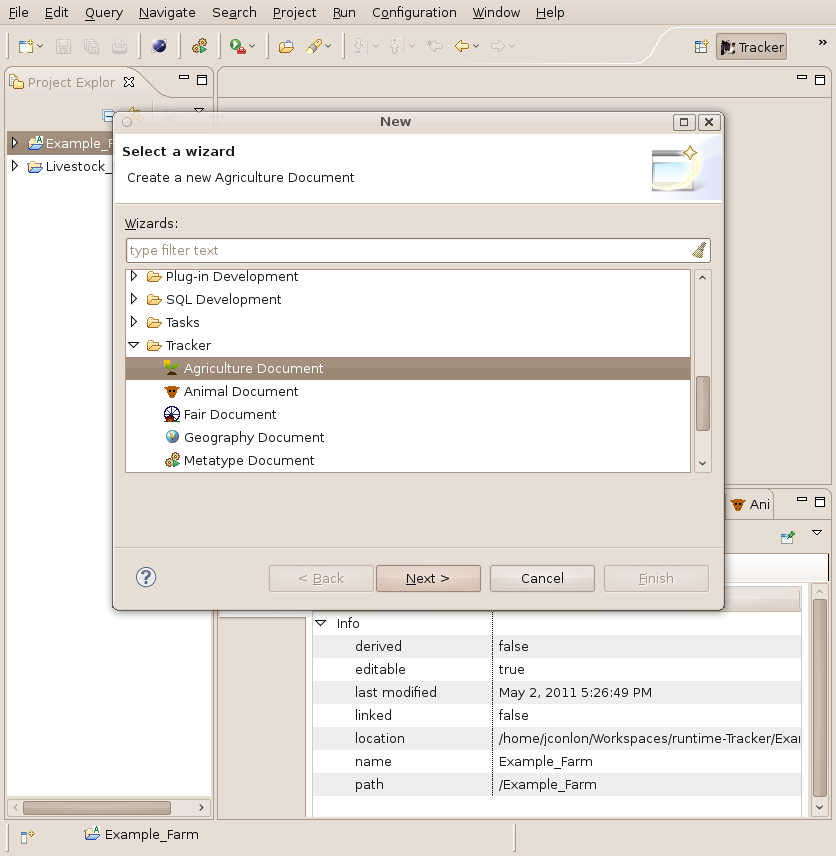 File Edit Query Navigate Search Project Run Configuration Window Help
Tracker
Project Explor
Example_F
Livestock_
New
Select a wizard
Create a new Agriculture Document
Wizards:
type filter text
Plug-in Development
SQL Development
Tasks
Tracker
Agriculture Document
Animal Document
Fair Document
Geography Document
Metatype Document
Ani
< Back Next > Cancel Finish
Info
derived false
editable true
last modified May 2, 2011 5:26:49 PM
linked false
location /home/jconlon/Workspaces/runtime-Tracker/Exar
name Example_Farm
path /Example_Farm
Example_Farm